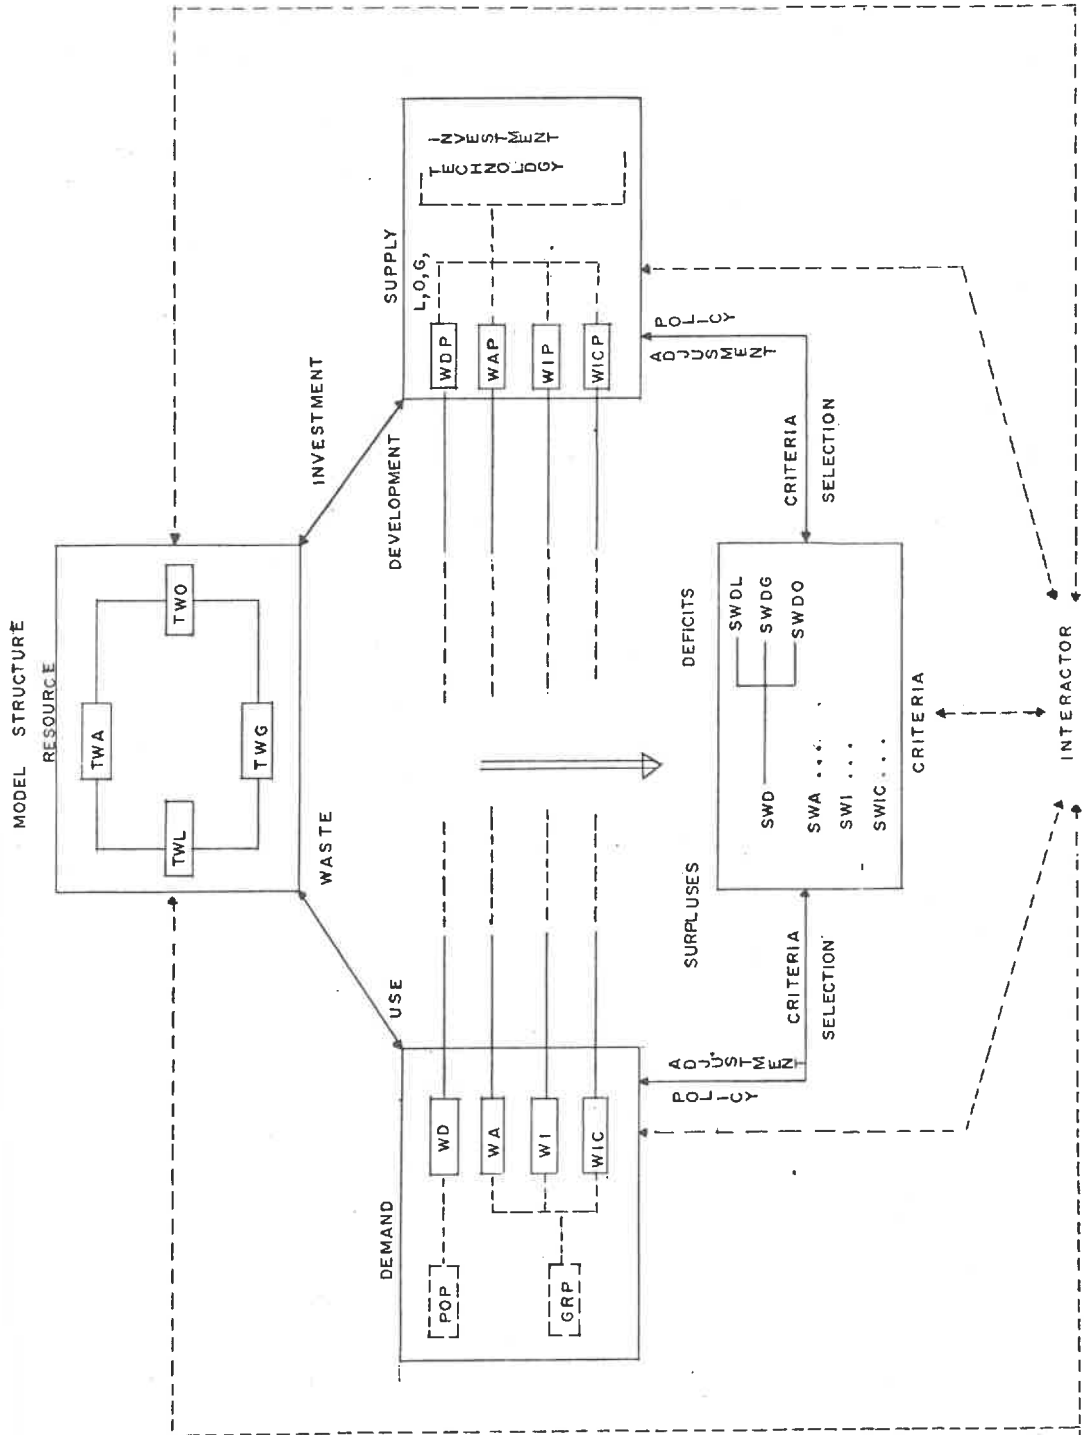 MODEL STRUCTURE
RESOURCE
TWA
TWL
TWO
TWG
WASTE
INVESTMENT
USE
DEVELOPMENT
DEMAND
POP
GRP
WD
WA
WI
WIC
SUPPLY
L,O,G,
WDP
WAP
WIP
WICP
TECHNOLOGY
INVESTMENT
POLICY
ADJUSTMENT
CRITERIA
SELECTION
SURPLUSES
DEFICITS
SWD
SWDL
SWDG
SWDO
SWA ....
SWI ...
SWIC ...
CRITERIA
POLICY
ADJUSTMENT
CRITERIA
SELECTION
INTERACTOR